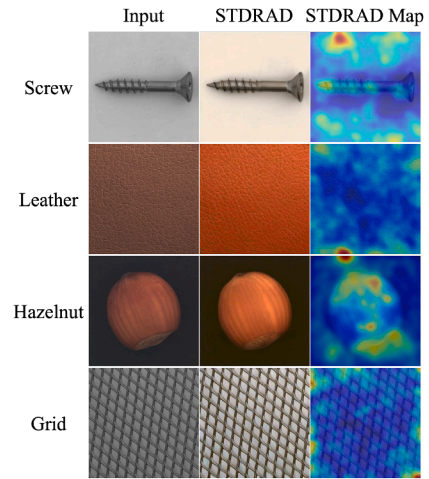 Input STDRAD STDRAD Map
Screw
Leather
Hazelnut
Grid